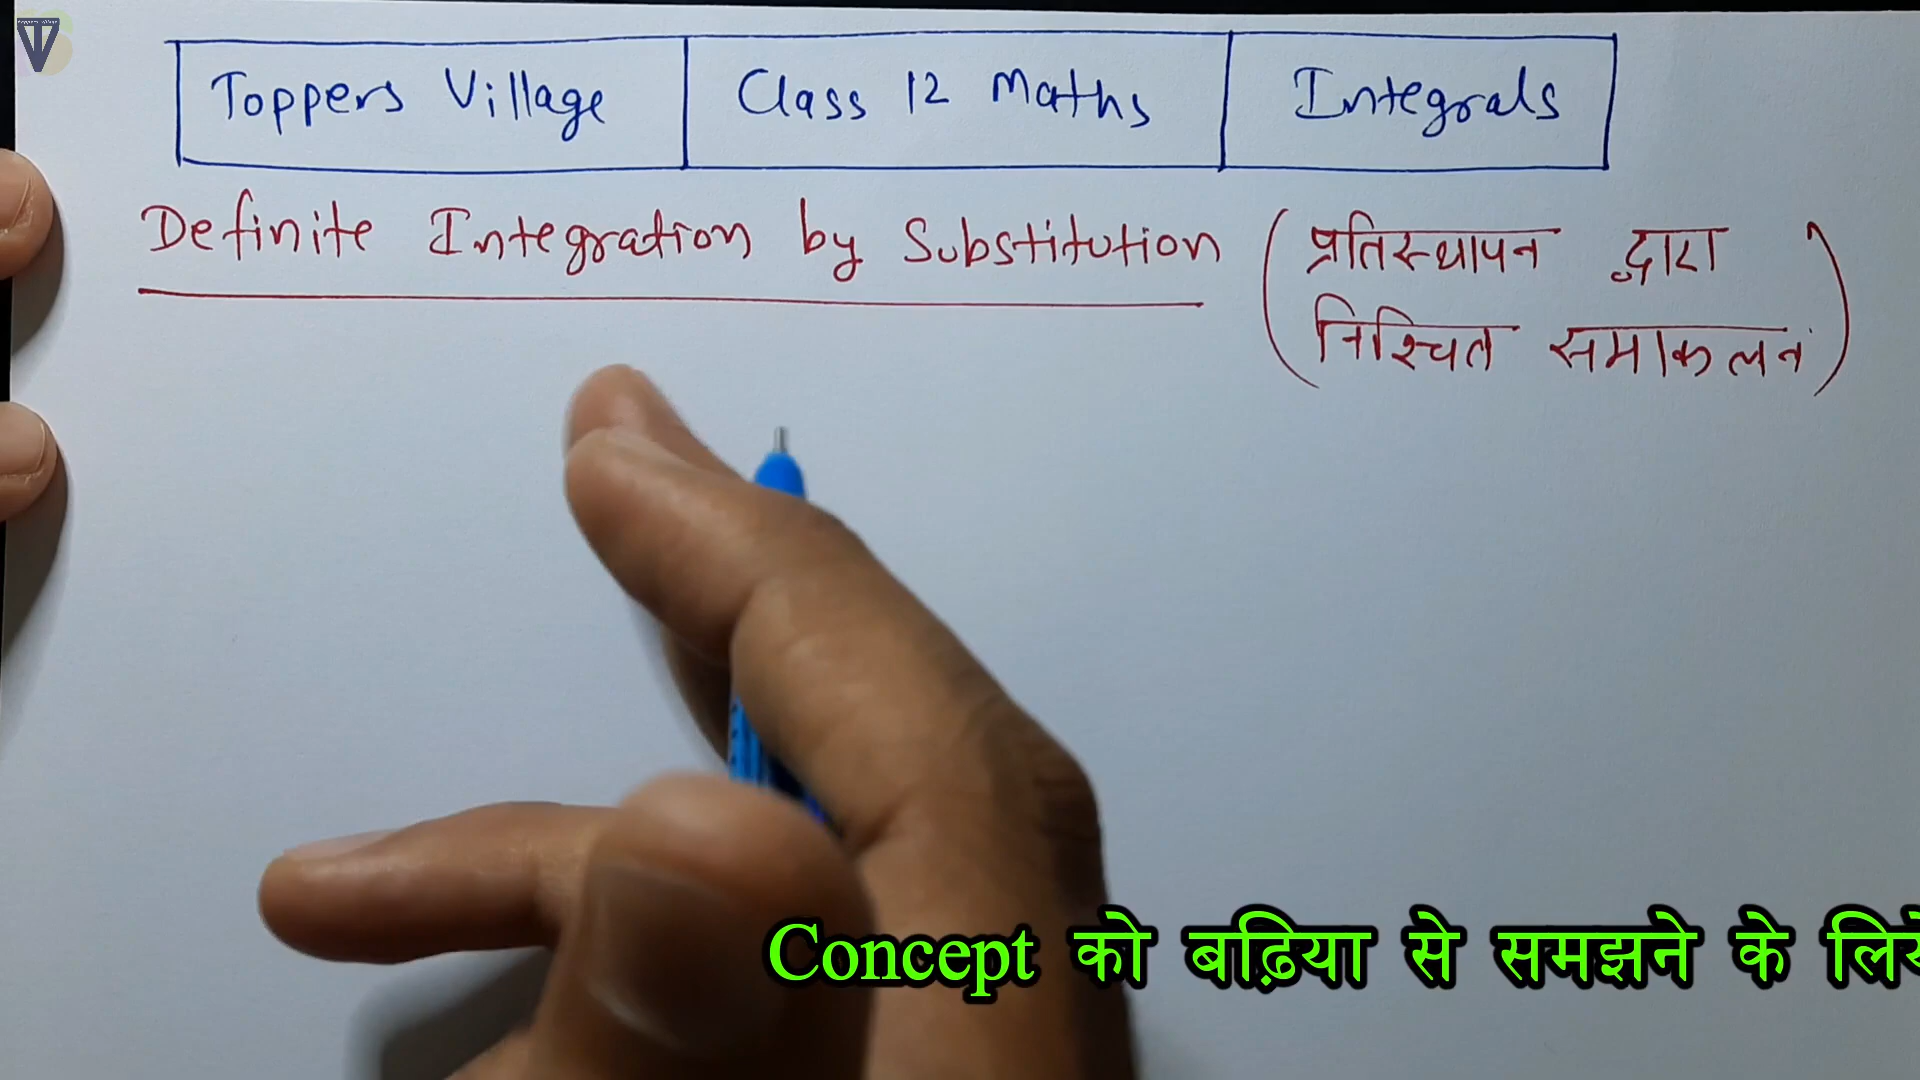 Toppers Village Class 12 Maths Integrals
Definite Integration by Substitution (प्रतिस्थापन द्वारा
निश्चित समाकलन)
Concept को बढ़िया से समझने के लिये